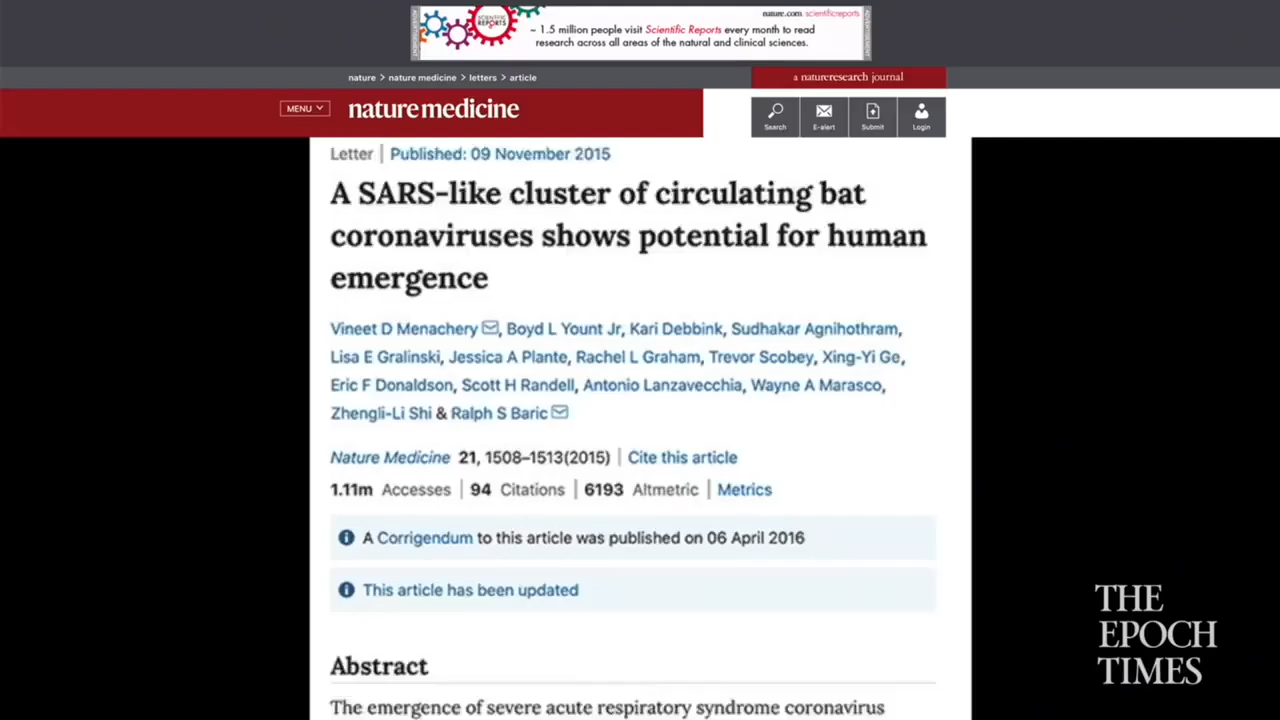 SCIENTIFIC
REPORTS
nature.com scientificreports
~ 1.5 million people visit Scientific Reports every month to read
research across all areas of the natural and clinical sciences.
nature > nature medicine > letters > article
a natureresearch journal
MENU
nature medicine
Search
E-alert
Submit
Login
Letter | Published: 09 November 2015
A SARS-like cluster of circulating bat
coronaviruses shows potential for human
emergence
Vineet D Menachery, Boyd L Yount Jr, Kari Debbink, Sudhakar Agnihothram,
Lisa E Gralinski, Jessica A Plante, Rachel L Graham, Trevor Scobey, Xing-Yi Ge,
Eric F Donaldson, Scott H Randell, Antonio Lanzavecchia, Wayne A Marasco,
Zhengli-Li Shi & Ralph S Baric
Nature Medicine 21, 1508–1513(2015) | Cite this article
1.11m Accesses | 94 Citations | 6193 Altmetric | Metrics
A Corrigendum to this article was published on 06 April 2016
This article has been updated
Abstract
The emergence of severe acute respiratory syndrome coronavirus
THE
EPOCH
TIMES